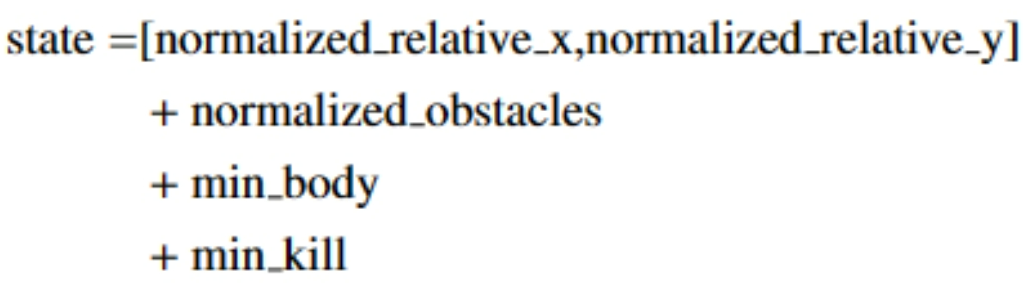 state =[normalized_relative_x,normalized_relative_y]
+ normalized_obstacles
+ min_body
+ min_kill